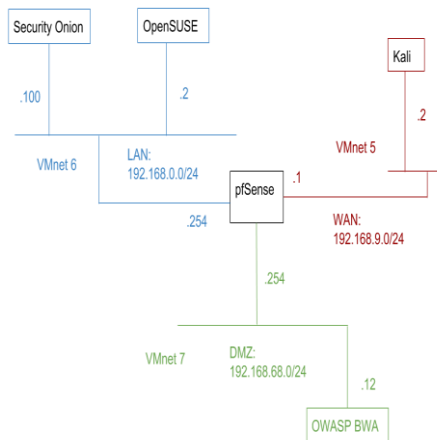 Security Onion
OpenSUSE
Kali
.100
.2
.2
VMnet 5
VMnet 6
LAN:
192.168.0.0/24
pfSense
.1
.254
WAN:
192.168.9.0/24
.254
VMnet 7
DMZ:
192.168.68.0/24
.12
OWASP BWA